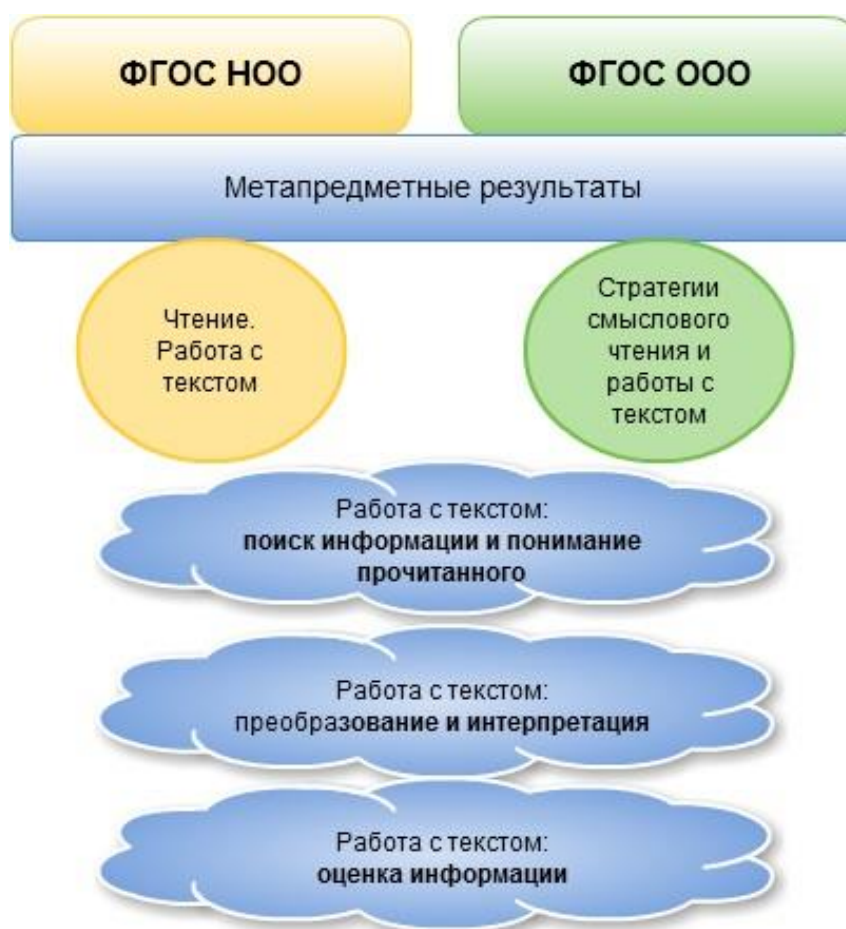 ФГОС НОО
ФГОС ООО
Метапредметные результаты
Чтение.
Работа с
текстом
Стратегии
смыслового
чтения и
работы с
текстом
Работа с текстом:
поиск информации и понимание
прочитанного
Работа с текстом:
преобразование и интерпретация
Работа с текстом:
оценка информации